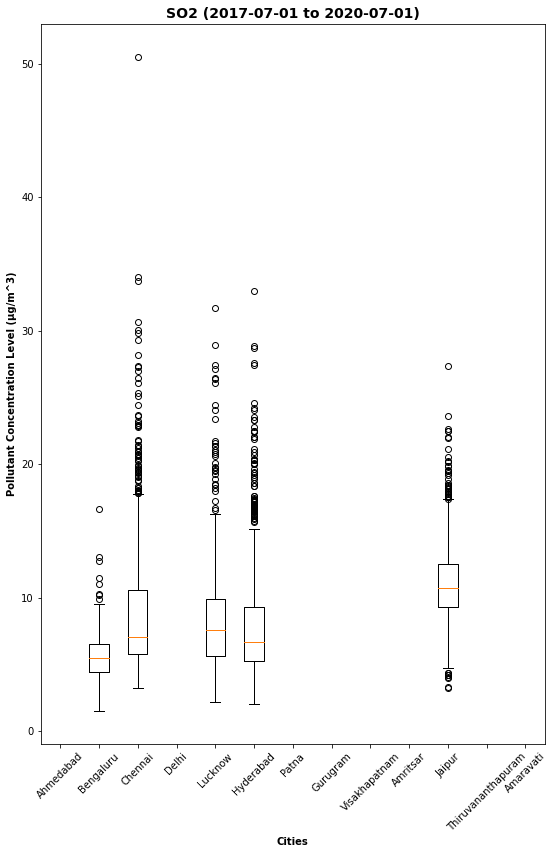 SO2 (2017-07-01 to 2020-07-01)
Pollutant Concentration Level (µg/m^3)
50
40
30
20
10
0
Ahmedabad
Bengaluru
Chennai
Delhi
Lucknow
Hyderabad
Patna
Gurugram
Visakhapatnam
Amritsar
Jaipur
Thiruvananthapuram
Amaravati
Cities